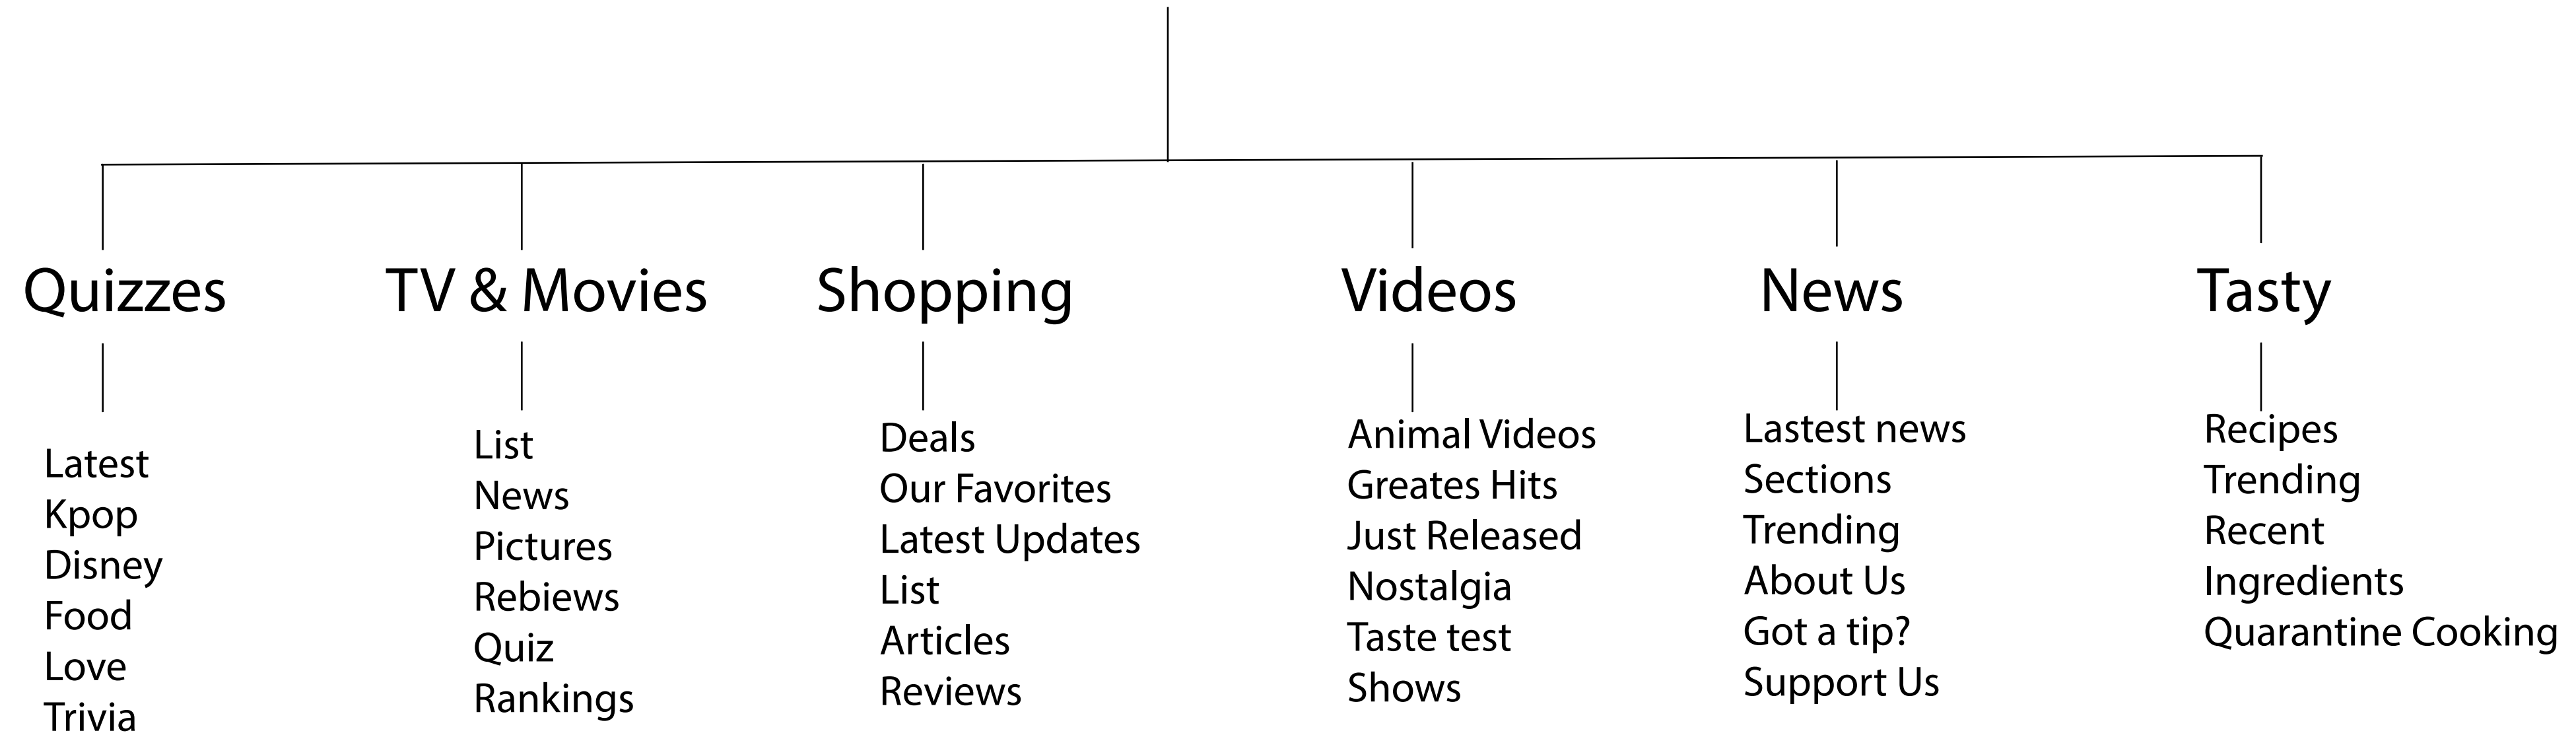 Quizzes
TV & Movies
Shopping
Videos
News
Tasty
Latest
Kpop
Disney
Food
Love
Trivia
List
News
Pictures
Rebiews
Quiz
Rankings
Deals
Our Favorites
Latest Updates
List
Articles
Reviews
Animal Videos
Greates Hits
Just Released
Nostalgia
Taste test
Shows
Lastest news
Sections
Trending
About Us
Got a tip?
Support Us
Recipes
Trending
Recent
Ingredients
Quarantine Cooking